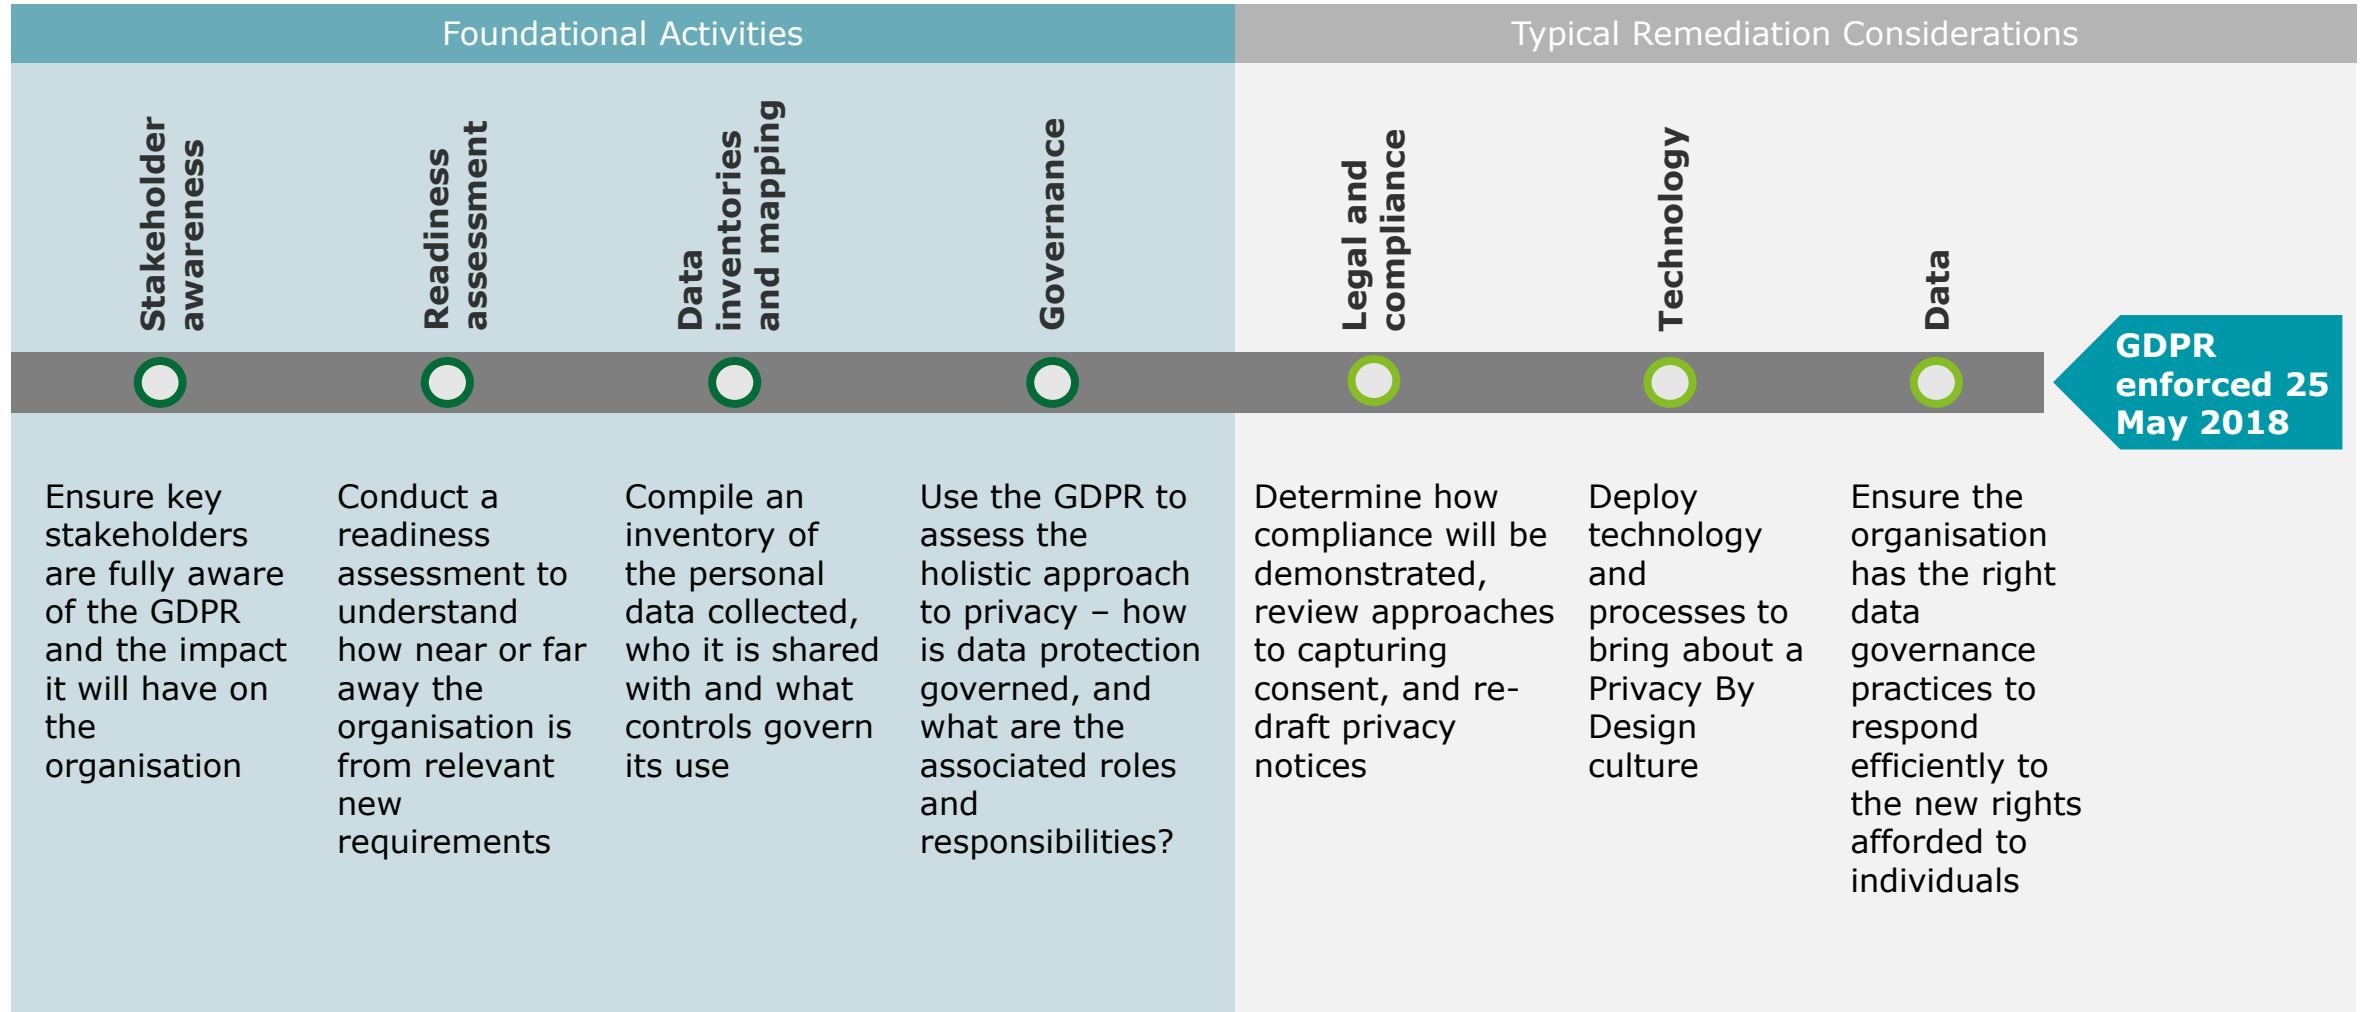 Foundational Activities
Typical Remediation Considerations
Stakeholder
awareness
Readiness
assessment
Data
inventories
and mapping
Governance
Legal and
compliance
Technology
Data
GDPR
enforced 25
May 2018
Ensure key
stakeholders
are fully aware
of the GDPR
and the impact
it will have on
the
organisation
Conduct a
readiness
assessment to
understand
how near or far
away the
organisation is
from relevant
new
requirements
Compile an
inventory of
the personal
data collected,
who it is shared
with and what
controls govern
its use
Use the GDPR to
assess the
holistic approach
to privacy – how
is data protection
governed, and
what are the
associated roles
and
responsibilities?
Determine how
compliance will be
demonstrated,
review approaches
to capturing
consent, and re-
draft privacy
notices
Deploy
technology
and
processes to
bring about a
Privacy By
Design
culture
Ensure the
organisation
has the right
data
governance
practices to
respond
efficiently to
the new rights
afforded to
individuals